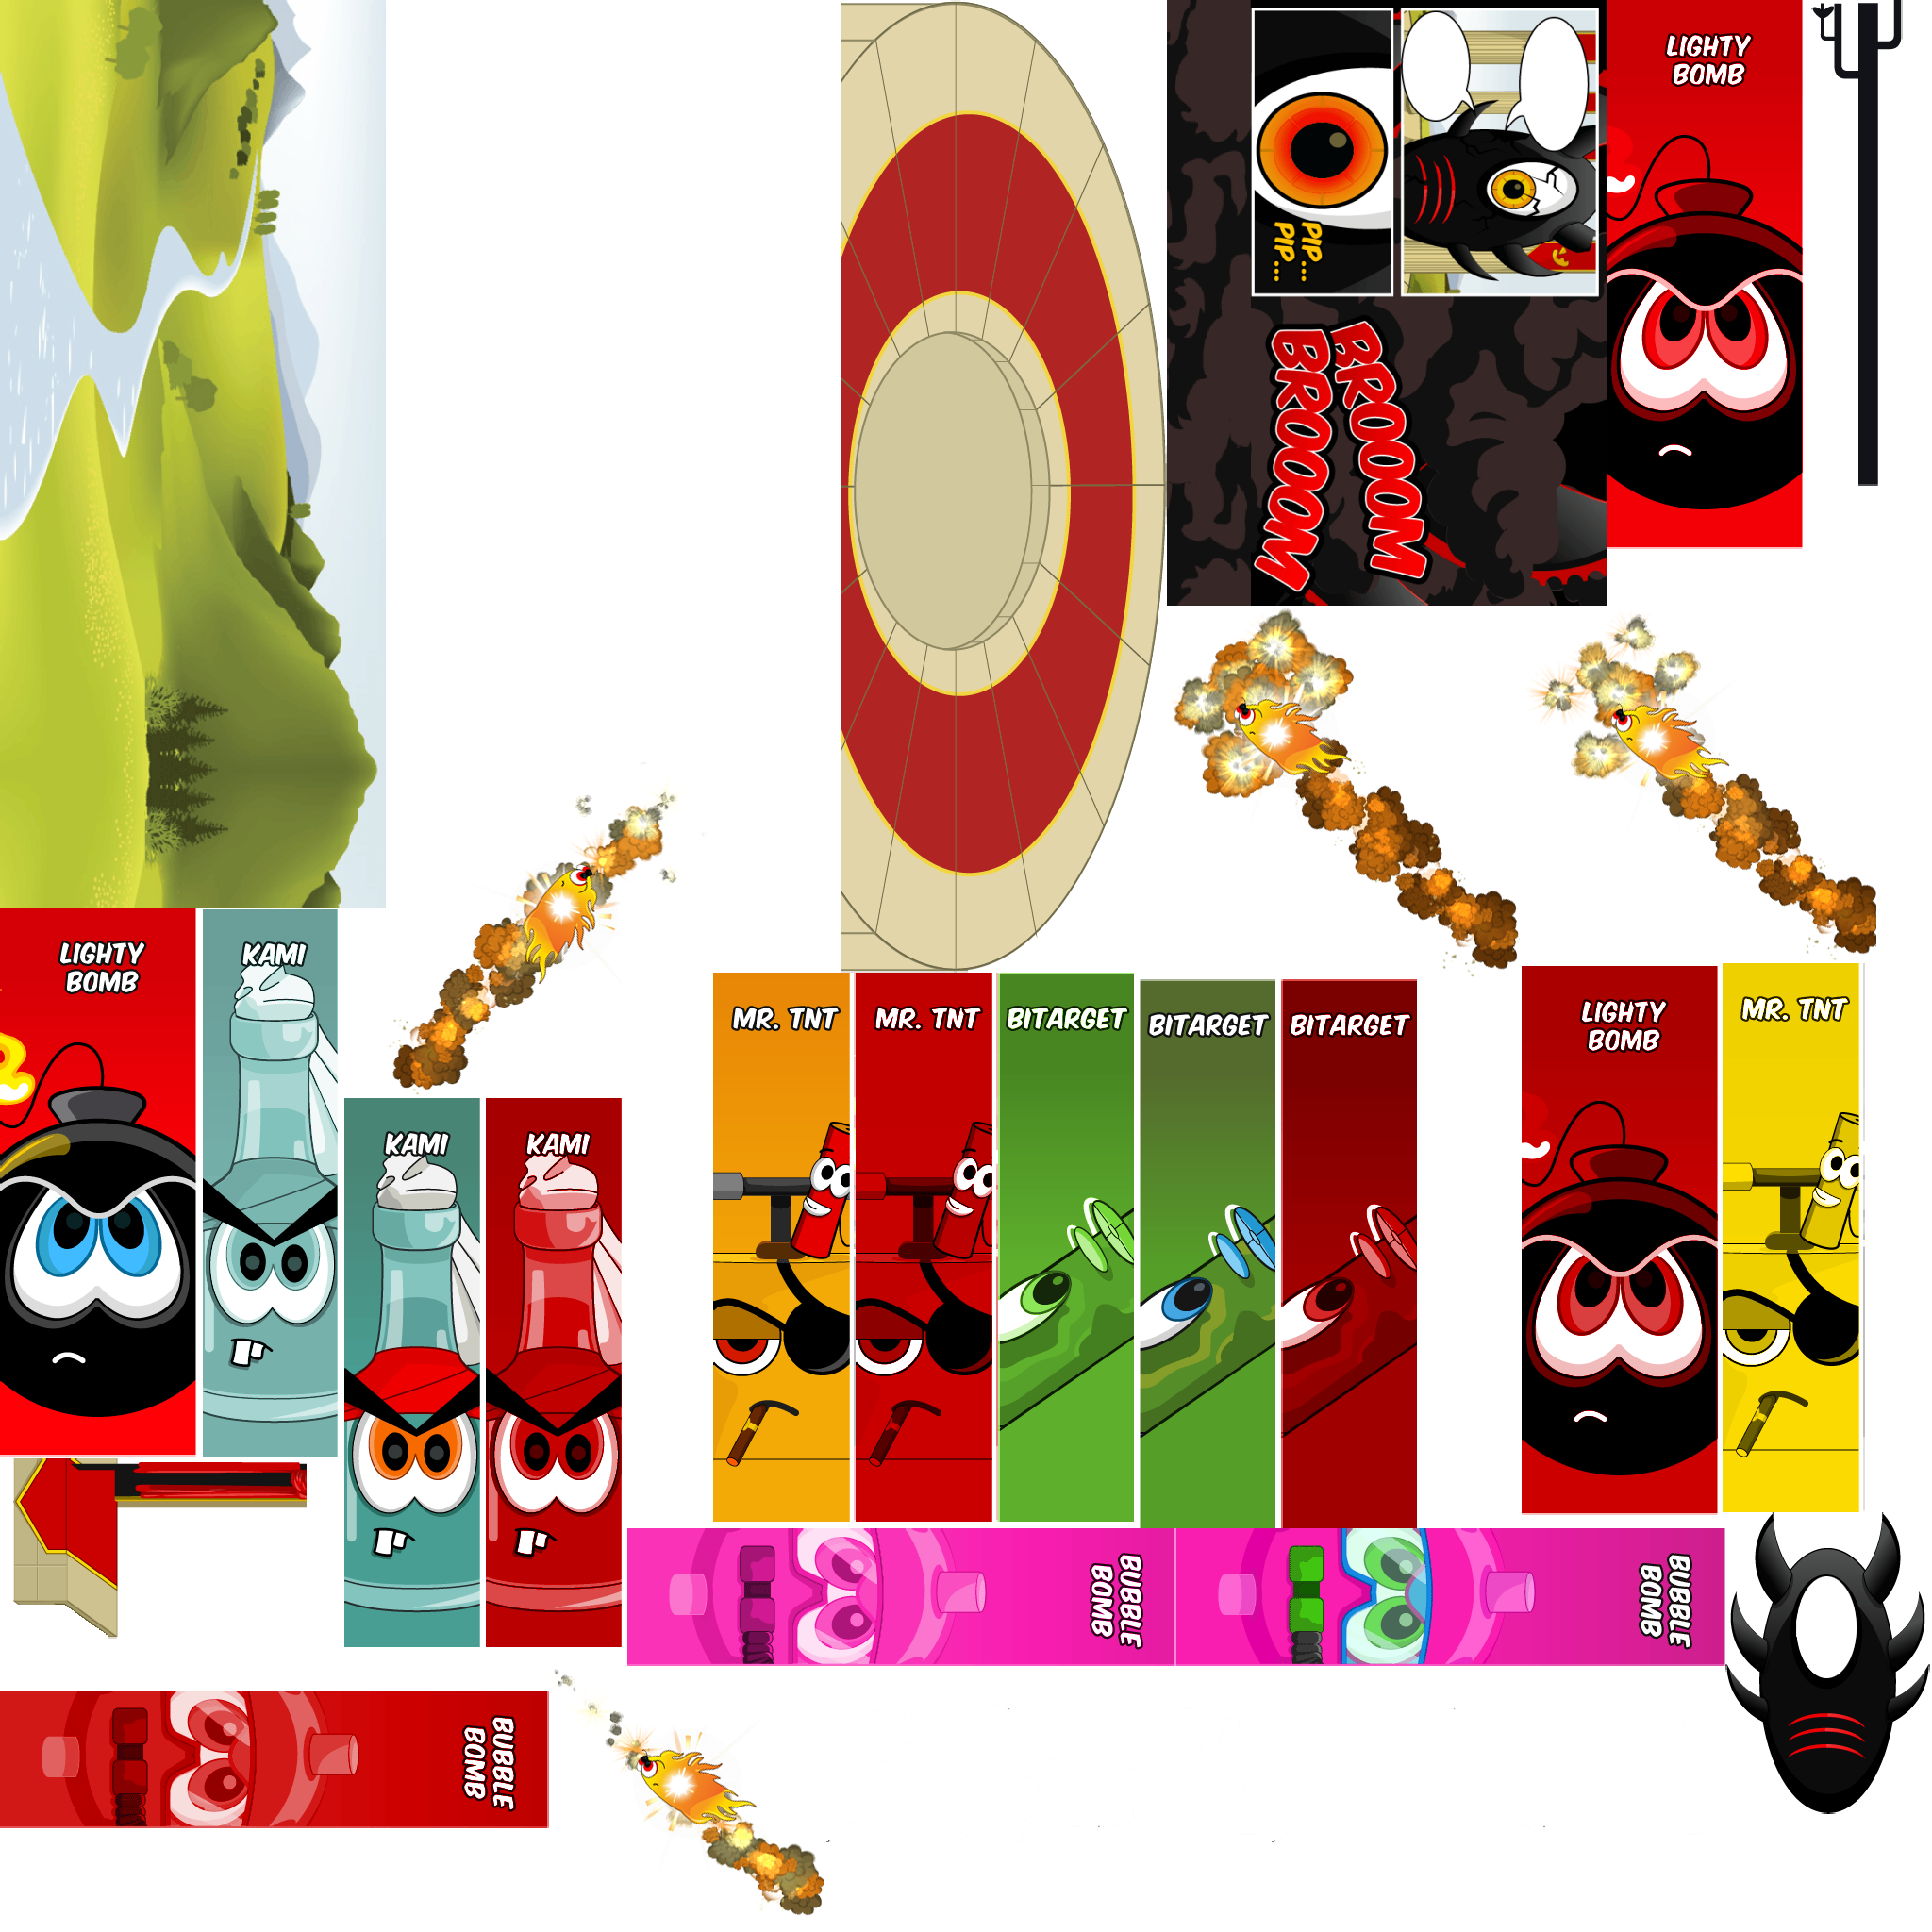 PIP...
PIP...
BROOOM
BROOOM
LIGHTY
BOMB
LIGHTY
BOMB
KAMI
KAMI
KAMI
MR. TNT
MR. TNT
BITARGET
BITARGET
BITARGET
LIGHTY
BOMB
MR. TNT
BUBBLE
BOMB
BUBBLE
BOMB
BUBBLE
BOMB